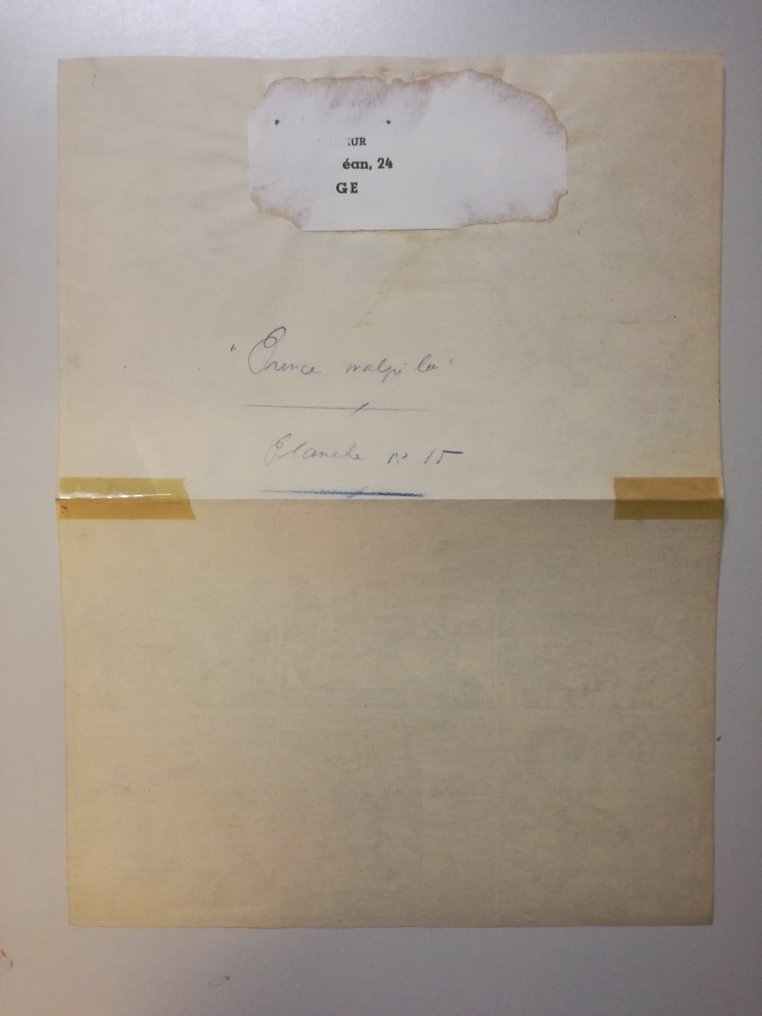 UR
éan, 24
GE
"Prince malgré lui"
Planche n° 15